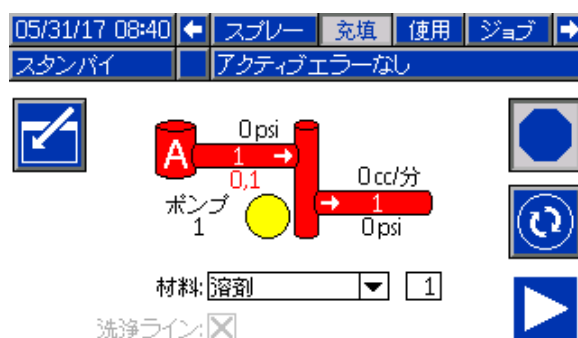 05/31/17 08:40 スプレー 充填 使用 ジョブ
スタンバイ アクティブエラーなし
0psi
A 1
0,1
0cc/分
ポンプ 1
1
0psi
材料: 溶剤 1
洗浄ライン: